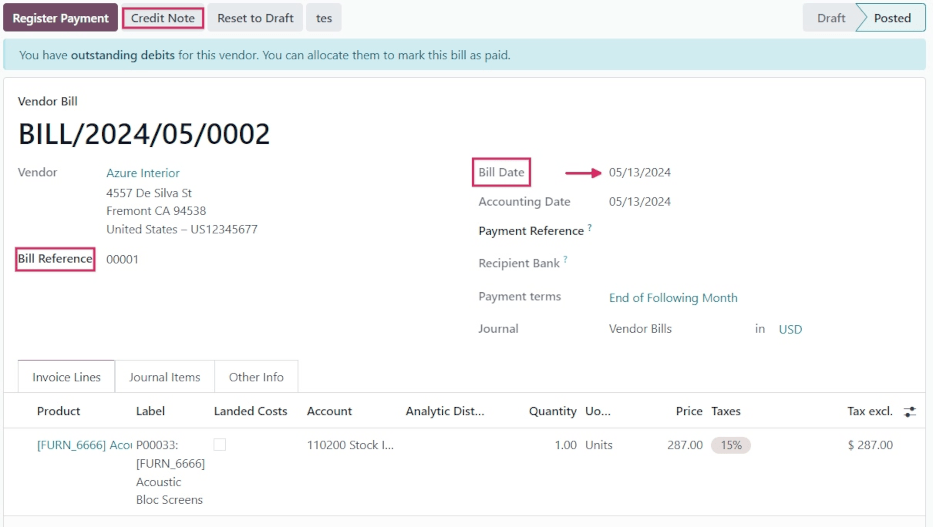 Register Payment Credit Note Reset to Draft tes Draft Posted
You have outstanding debits for this vendor. You can allocate them to mark this bill as paid.
Vendor Bill
BILL/2024/05/0002
Vendor Azure Interior
4557 De Silva St
Fremont CA 94538
United States – US12345677
Bill Reference 00001
Bill Date 05/13/2024
Accounting Date 05/13/2024
Payment Reference ?
Recipient Bank ?
Payment terms End of Following Month
Journal Vendor Bills in USD
Invoice Lines Journal Items Other Info
Product Label Landed Costs Account Analytic Dist... Quantity Uo... Price Taxes Tax excl.
[FURN_6666] Acou P00033: 110200 Stock I... 1.00 Units 287.00 15% $ 287.00
[FURN_6666]
Acoustic
Bloc Screens